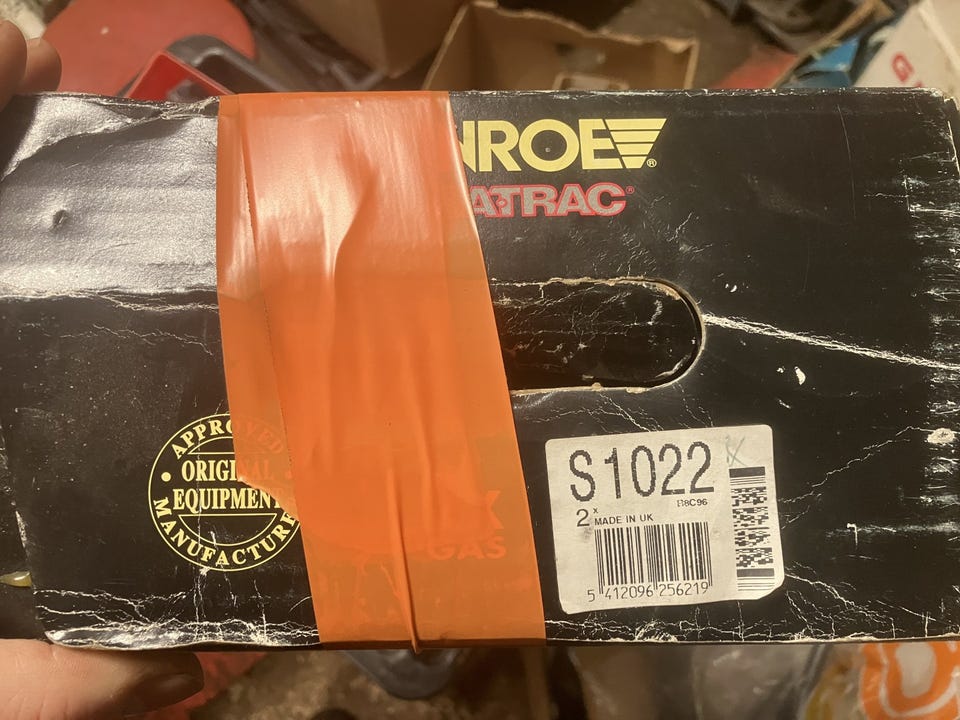 NROE®
A-TRAC®
APPROVED
ORIGINAL
EQUIPMENT
MANUFACTURE
X
GAS
S1022
B8C96
2x MADE IN UK
5 412096 256219
G